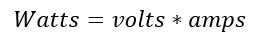 Watts = volts * amps